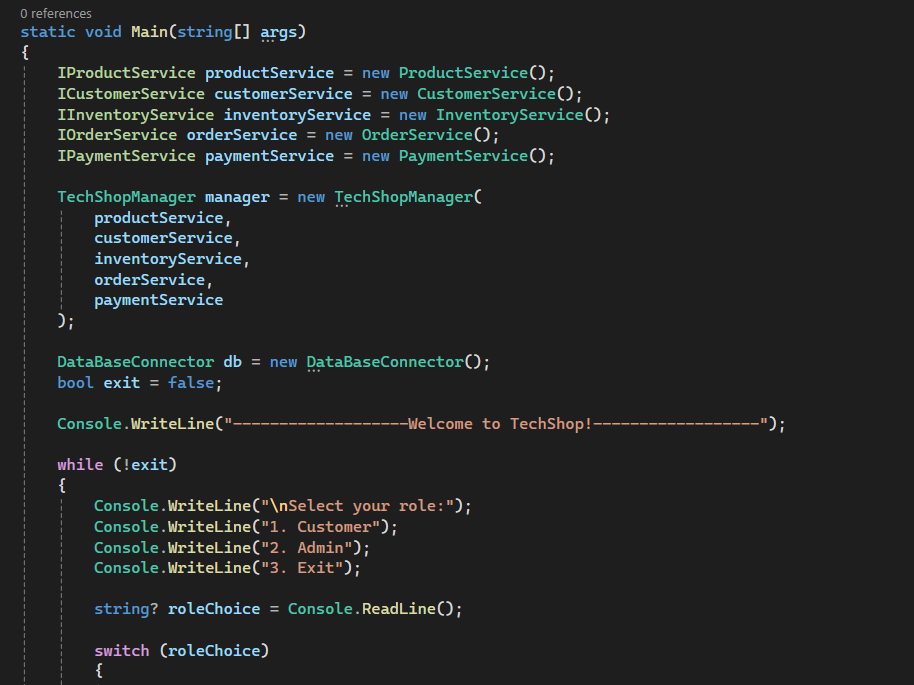 0 references
static void Main(string[] args)
{
IProductService productService = new ProductService();
ICustomerService customerService = new CustomerService();
IInventoryService inventoryService = new InventoryService();
IOrderService orderService = new OrderService();
IPaymentService paymentService = new PaymentService();
TechShopManager manager = new TechShopManager(
productService,
customerService,
inventoryService,
orderService,
paymentService
);
DataBaseConnector db = new DataBaseConnector();
bool exit = false;
Console.WriteLine("-------------------Welcome to TechShop!------------------");
while (!exit)
{
Console.WriteLine("\nSelect your role:");
Console.WriteLine("1. Customer");
Console.WriteLine("2. Admin");
Console.WriteLine("3. Exit");
string? roleChoice = Console.ReadLine();
switch (roleChoice)
{